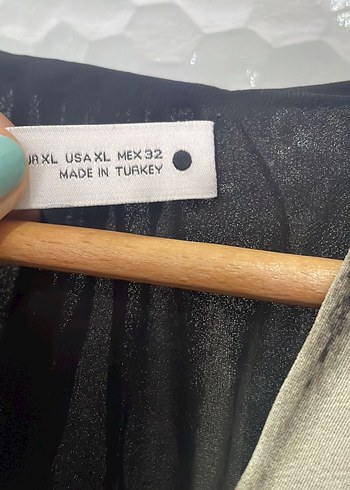 XL USA XL MEX 32
MADE IN TURKEY